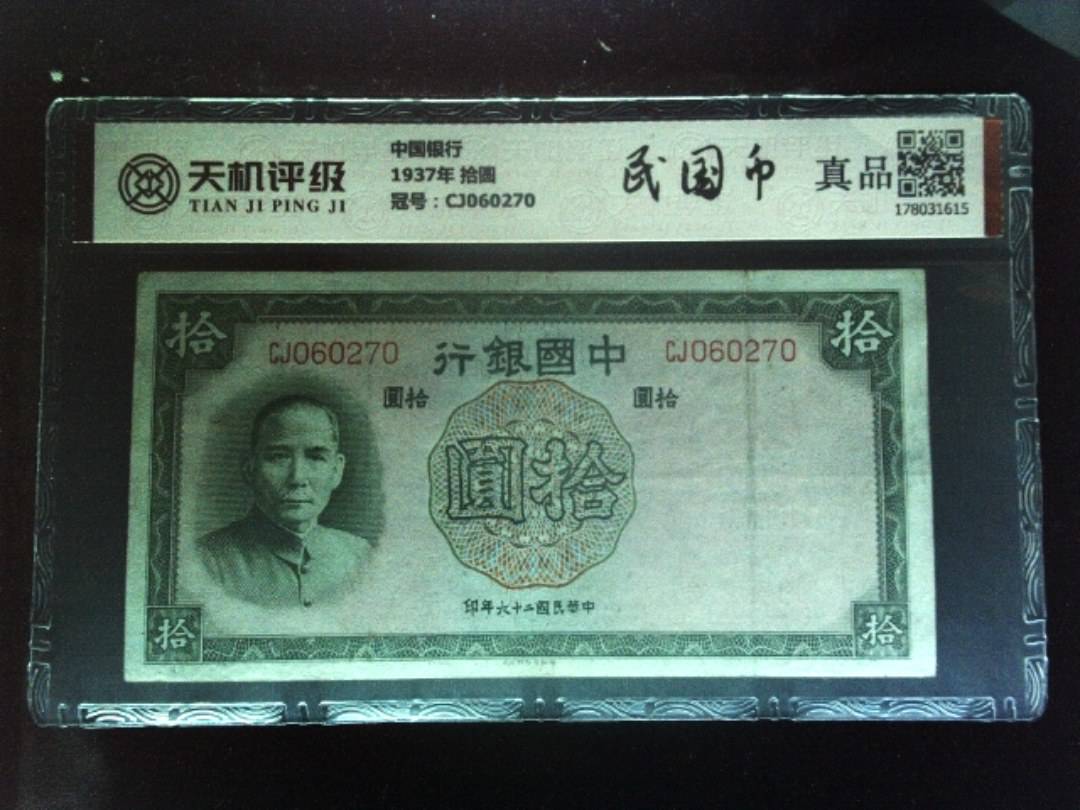 天机评级
TIAN JI PING JI
中国银行
1937年 拾圆
冠号：CJ060270
民国币
真品
178031615
拾
拾
CJ060270
行銀國中
CJ060270
圓拾
圓拾
圓拾
印年六十二國民華中
拾
拾